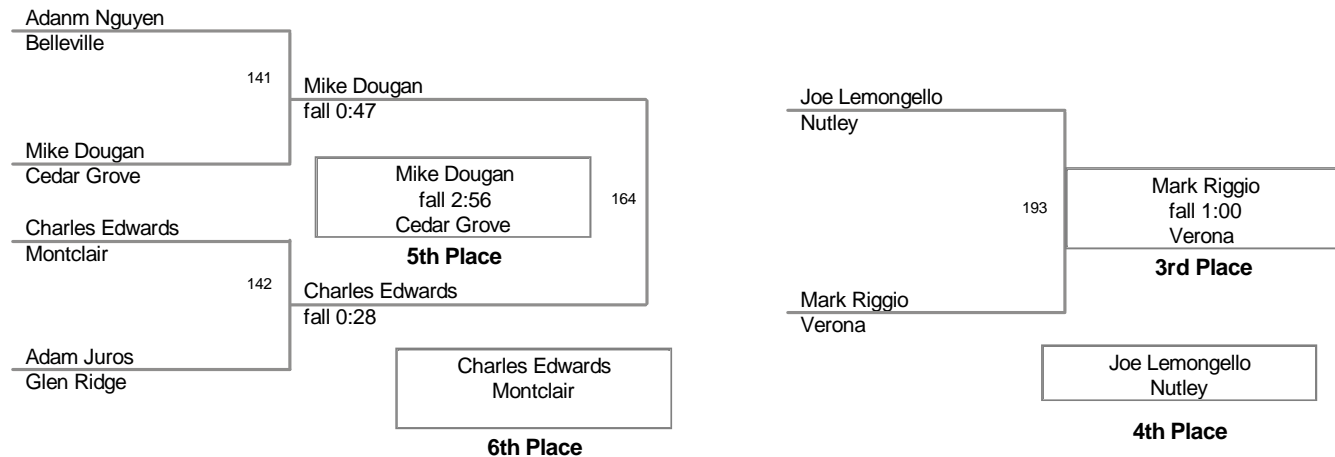 Adanm Nguyen
Belleville
141
Mike Dougan
fall 0:47
Mike Dougan
Cedar Grove
Mike Dougan
fall 2:56
Cedar Grove
5th Place
164
Charles Edwards
Montclair
142
Charles Edwards
fall 0:28
Adam Juros
Glen Ridge
Charles Edwards
Montclair
6th Place
Joe Lemongello
Nutley
193
Mark Riggio
fall 1:00
Verona
3rd Place
Mark Riggio
Verona
Joe Lemongello
Nutley
4th Place